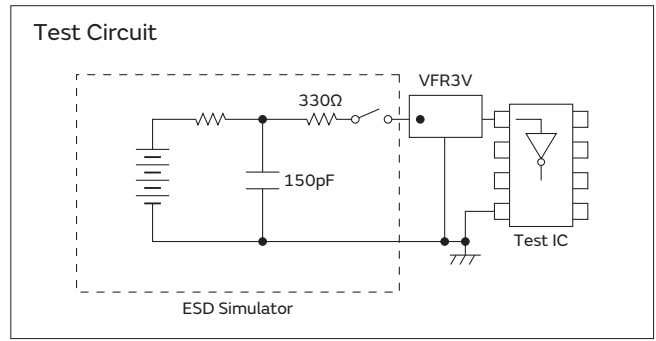 Test Circuit
VFR3V
330Ω
150pF
Test IC
ESD Simulator